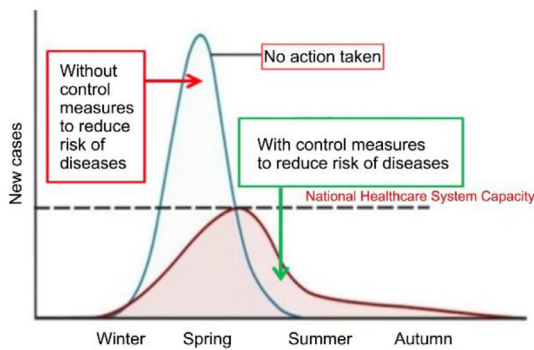 No action taken
Without
control
measures
to reduce
risk of
diseases
With control measures
to reduce risk of diseases
National Healthcare System Capacity
New cases
Winter Spring Summer Autumn